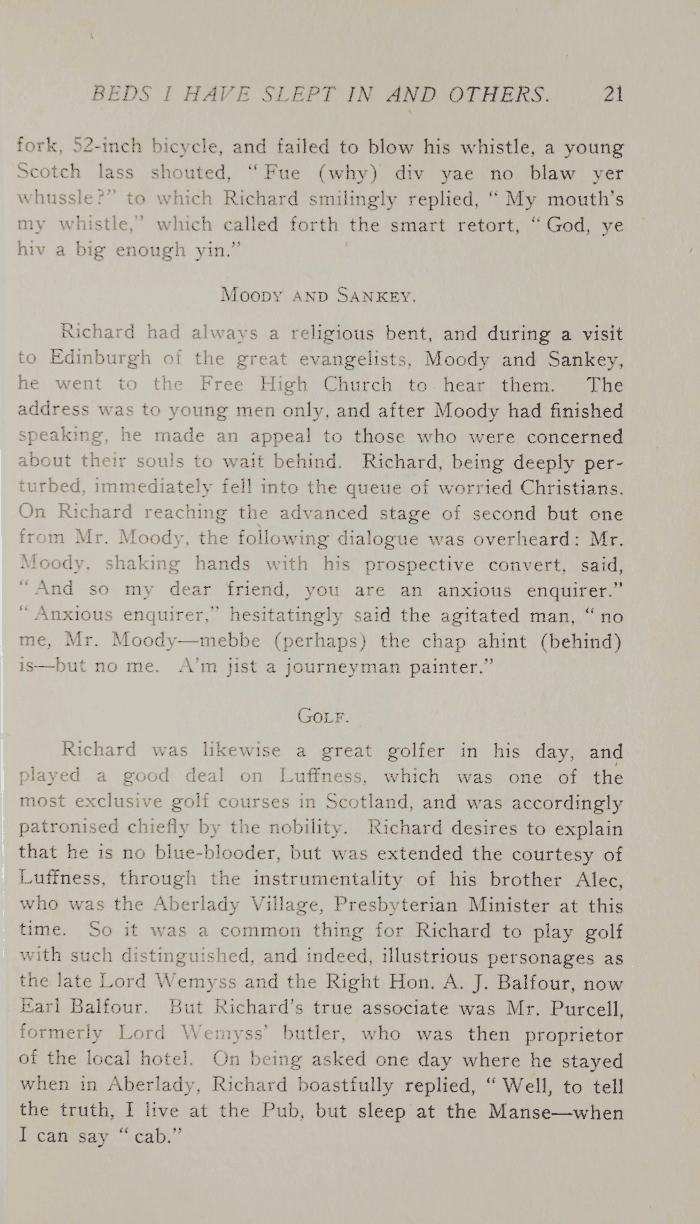 BEDS I HAVE SLEPT IN AND OTHERS. 21
fork, 52-inch bicycle, and failed to blow his whistle, a young
Scotch lass shouted, “ Fue (why) div yae no blaw yer
whussle?” to which Richard smilingly replied, “ My mouth’s
my whistle,” which called forth the smart retort, “ God, ye
hiv a big enough yin.”
MOODY AND SANKEY.
Richard had always a religious bent, and during a visit
to Edinburgh of the great evangelists, Moody and Sankey,
he went to the Free High Church to hear them. The
address was to young men only, and after Moody had finished
speaking, he made an appeal to those who were concerned
about their souls to wait behind. Richard, being deeply per-
turbed, immediately fell into the queue of worried Christians.
On Richard reaching the advanced stage of second but one
from Mr. Moody, the following dialogue was overheard: Mr.
Moody, shaking hands with his prospective convert, said,
“ And so my dear friend, you are an anxious enquirer.”
“ Anxious enquirer,” hesitatingly said the agitated man, “ no
me, Mr. Moody—mebbe (perhaps) the chap ahint (behind)
is—but no me. A’m jist a journeyman painter.”
GOLF.
Richard was likewise a great golfer in his day, and
played a good deal on Luffness, which was one of the
most exclusive golf courses in Scotland, and was accordingly
patronised chiefly by the nobility. Richard desires to explain
that he is no blue-blooder, but was extended the courtesy of
Luffness, through the instrumentality of his brother Alec,
who was the Aberlady Village, Presbyterian Minister at this
time. So it was a common thing for Richard to play golf
with such distinguished, and indeed, illustrious personages as
the late Lord Wemyss and the Right Hon. A. J. Balfour, now
Earl Balfour. But Richard’s true associate was Mr. Purcell,
formerly Lord Wemyss’ butler, who was then proprietor
of the local hotel. On being asked one day where he stayed
when in Aberlady, Richard boastfully replied, “ Well, to tell
the truth, I live at the Pub, but sleep at the Manse—when
I can say “ cab.”